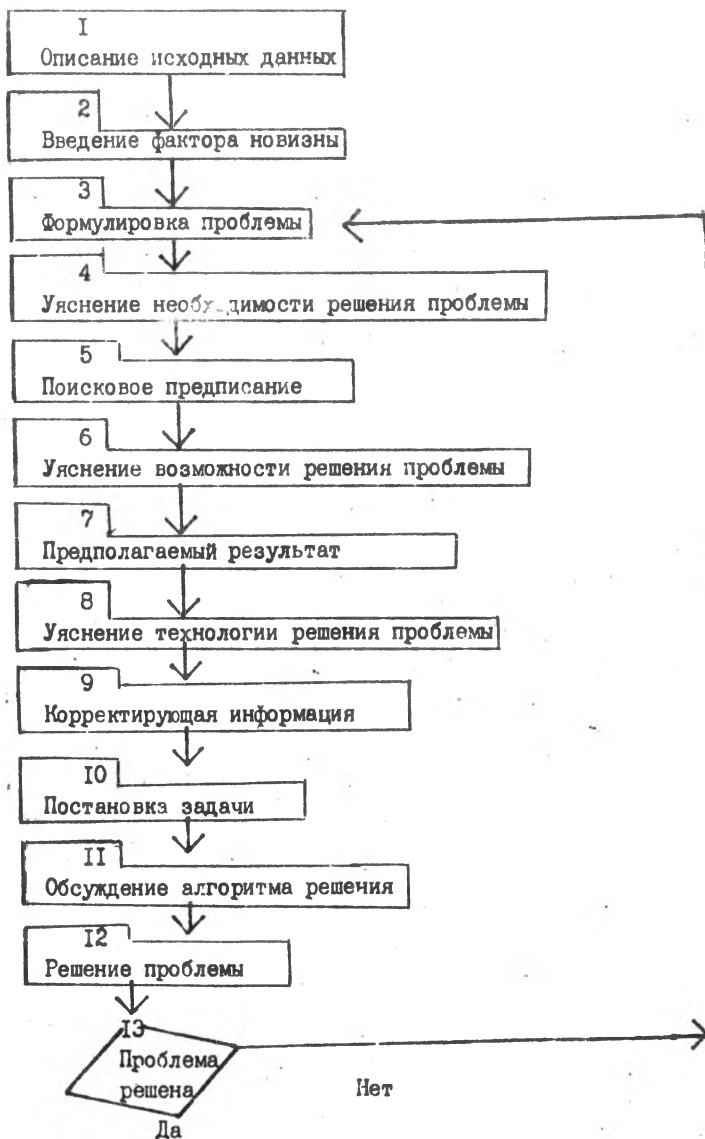 I
Описание исходных данных
2
Введение фактора новизны
3
Формулировка проблемы
4
Уяснение необходимости решения проблемы
5
Поисковое предписание
6
Уяснение возможности решения проблемы
7
Предполагаемый результат
8
Уяснение технологии решения проблемы
9
Корректирующая информация
I0
Постановка задачи
II
Обсуждение алгоритма решения
I2
Решение проблемы
I3
Проблема
решена
Нет
Да